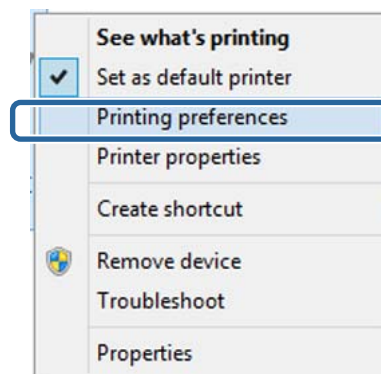 See what's printing
Set as default printer
Printing preferences
Printer properties
Create shortcut
Remove device
Troubleshoot
Properties